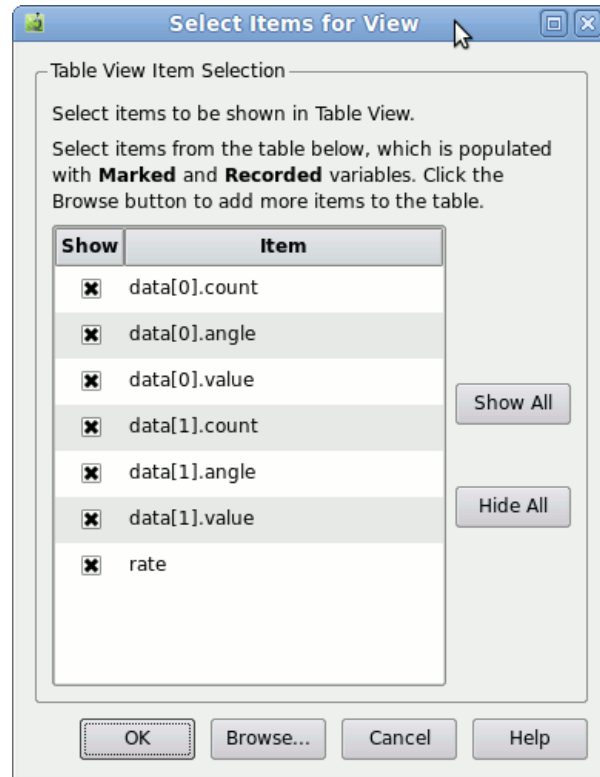 Select Items for View
Table View Item Selection
Select items to be shown in Table View.
Select items from the table below, which is populated
with Marked and Recorded variables. Click the
Browse button to add more items to the table.
Show Item
data[0].count
data[0].angle
data[0].value
data[1].count
data[1].angle
data[1].value
rate
Show All
Hide All
OK Browse... Cancel Help